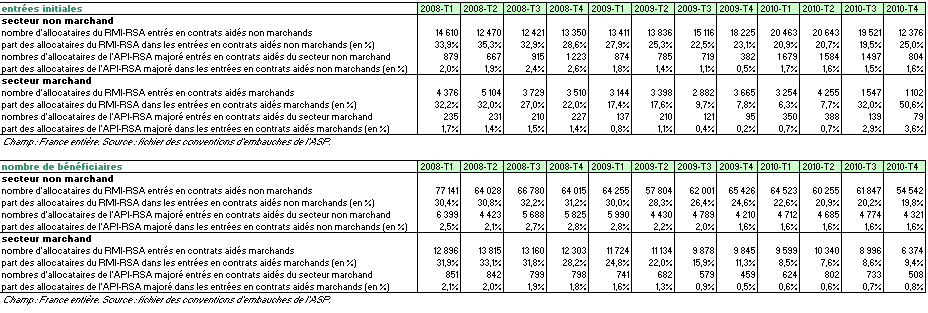 entrées initiales 2008-T1 2008-T2 2008-T3 2008-T4 2009-T1 2009-T2 2009-T3 2009-T4 2010-T1 2010-T2 2010-T3 2010-T4
secteur non marchand
nombre d'allocataires du RMI-RSA entrés en contrats aidés non marchands 14 610 12 470 12 421 13 350 13 411 13 836 15 116 18 225 20 463 20 643 19 521 12 376
part des allocataires du RMI-RSA dans les entrées en contrats aidés non marchands (en %) 33,9% 35,3% 32,9% 28,6% 27,9% 25,3% 22,5% 23,1% 20,9% 20,7% 19,5% 25,0%
nombres d'allocataires de l'API-RSA majoré entrés en contrats aidés du secteur non marchand 879 667 915 1 223 874 785 719 382 1 679 1 584 1 497 804
part des allocataires de l'API-RSA majoré dans les entrées en contrats aidés non marchands (en %) 2,0% 1,9% 2,4% 2,6% 1,8% 1,4% 1,1% 0,5% 1,7% 1,6% 1,5% 1,6%
secteur marchand
nombre d'allocataires du RMI-RSA entrés en contrats aidés marchands 4 376 5 104 3 729 3 510 3 144 3 398 2 882 3 665 3 254 4 255 1 547 1 102
part des allocataires du RMI-RSA dans les entrées en contrats aidés marchands (en %) 32,2% 32,0% 27,0% 22,0% 17,4% 17,6% 9,7% 7,8% 6,3% 7,7% 32,0% 50,6%
nombres d'allocataires de l'API-RSA majoré entrés en contrats aidés du secteur marchand 235 231 210 227 137 210 121 95 350 388 139 79
part des allocataires de l'API-RSA majoré dans les entrées en contrats aidés marchands (en %) 1,7% 1,4% 1,5% 1,4% 0,8% 1,1% 0,4% 0,2% 0,7% 0,7% 2,9% 3,6%
Champ : France entière. Source : fichier des conventions d'embauches de l'ASP.
nombre de bénéficiaires 2008-T1 2008-T2 2008-T3 2008-T4 2009-T1 2009-T2 2009-T3 2009-T4 2010-T1 2010-T2 2010-T3 2010-T4
secteur non marchand
nombre d'allocataires du RMI-RSA entrés en contrats aidés non marchands 77 141 64 028 66 780 64 015 64 255 57 804 62 001 65 426 64 523 60 255 61 847 54 542
part des allocataires du RMI-RSA dans les entrées en contrats aidés non marchands (en %) 30,4% 30,8% 32,2% 31,2% 30,0% 28,3% 26,4% 24,6% 22,6% 20,9% 20,2% 19,8%
nombres d'allocataires de l'API-RSA majoré entrés en contrats aidés du secteur non marchand 6 399 4 423 5 688 5 825 5 990 4 430 4 789 4 210 4 712 4 685 4 774 4 321
part des allocataires de l'API-RSA majoré dans les entrées en contrats aidés non marchands (en %) 2,5% 2,1% 2,7% 2,8% 2,8% 2,2% 2,0% 1,6% 1,6% 1,6% 1,6% 1,6%
secteur marchand
nombre d'allocataires du RMI-RSA entrés en contrats aidés marchands 12 896 13 815 13 160 12 303 11 724 11 134 9 878 9 845 9 599 10 340 8 996 6 374
part des allocataires du RMI-RSA dans les entrées en contrats aidés marchands (en %) 31,9% 33,1% 31,8% 28,2% 24,8% 22,0% 15,9% 11,3% 8,5% 7,6% 8,6% 9,4%
nombres d'allocataires de l'API-RSA majoré entrés en contrats aidés du secteur marchand 851 842 799 798 741 682 579 459 624 802 733 508
part des allocataires de l'API-RSA majoré dans les entrées en contrats aidés marchands (en %) 2,1% 2,0% 1,9% 1,8% 1,6% 1,3% 0,9% 0,5% 0,6% 0,6% 0,7% 0,8%
Champ : France entière. Source : fichier des conventions d'embauches de l'ASP.